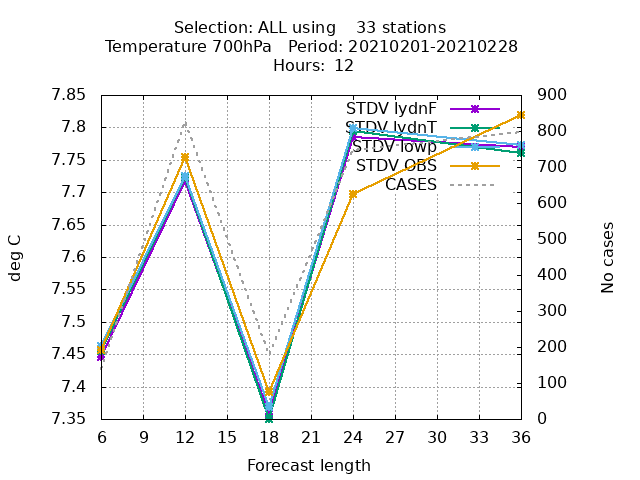 Selection: ALL using    33 stations
Temperature 700hPa   Period: 20210201-20210228
Hours: 12
7.85
7.8
7.75
7.7
7.65
7.6
7.55
7.5
7.45
7.4
7.35
deg C
900
800
700
600
500
400
300
200
100
0
No cases
STDV lydnF
STDV lydnT
STDV lowp
STDV OBS
CASES
6 9 12 15 18 21 24 27 30 33 36
Forecast length